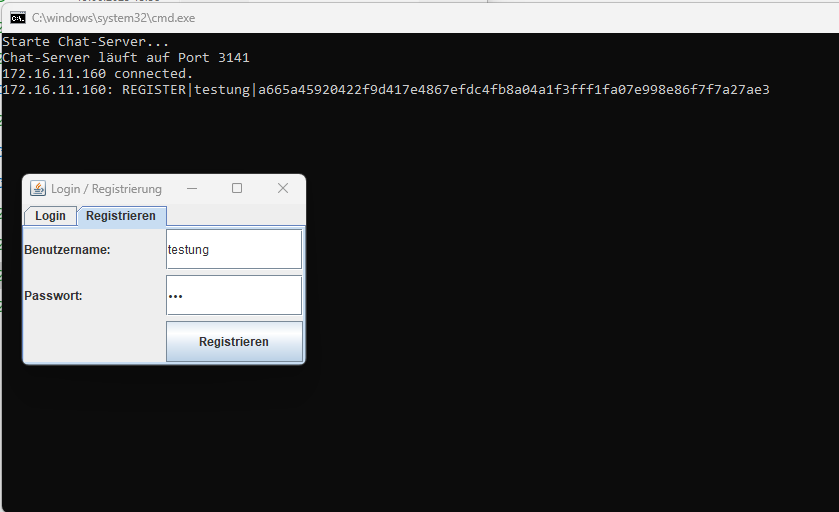 C:\windows\system32\cmd.exe
Starte Chat-Server...
Chat-Server läuft auf Port 3141
172.16.11.160 connected.
172.16.11.160: REGISTER|testung|a665a45920422f9d417e4867efdc4fb8a04a1f3fff1fa07e998e86f7f7a27ae3
Login / Registrierung
Login Registrieren
Benutzername: testung
Passwort: •••
Registrieren